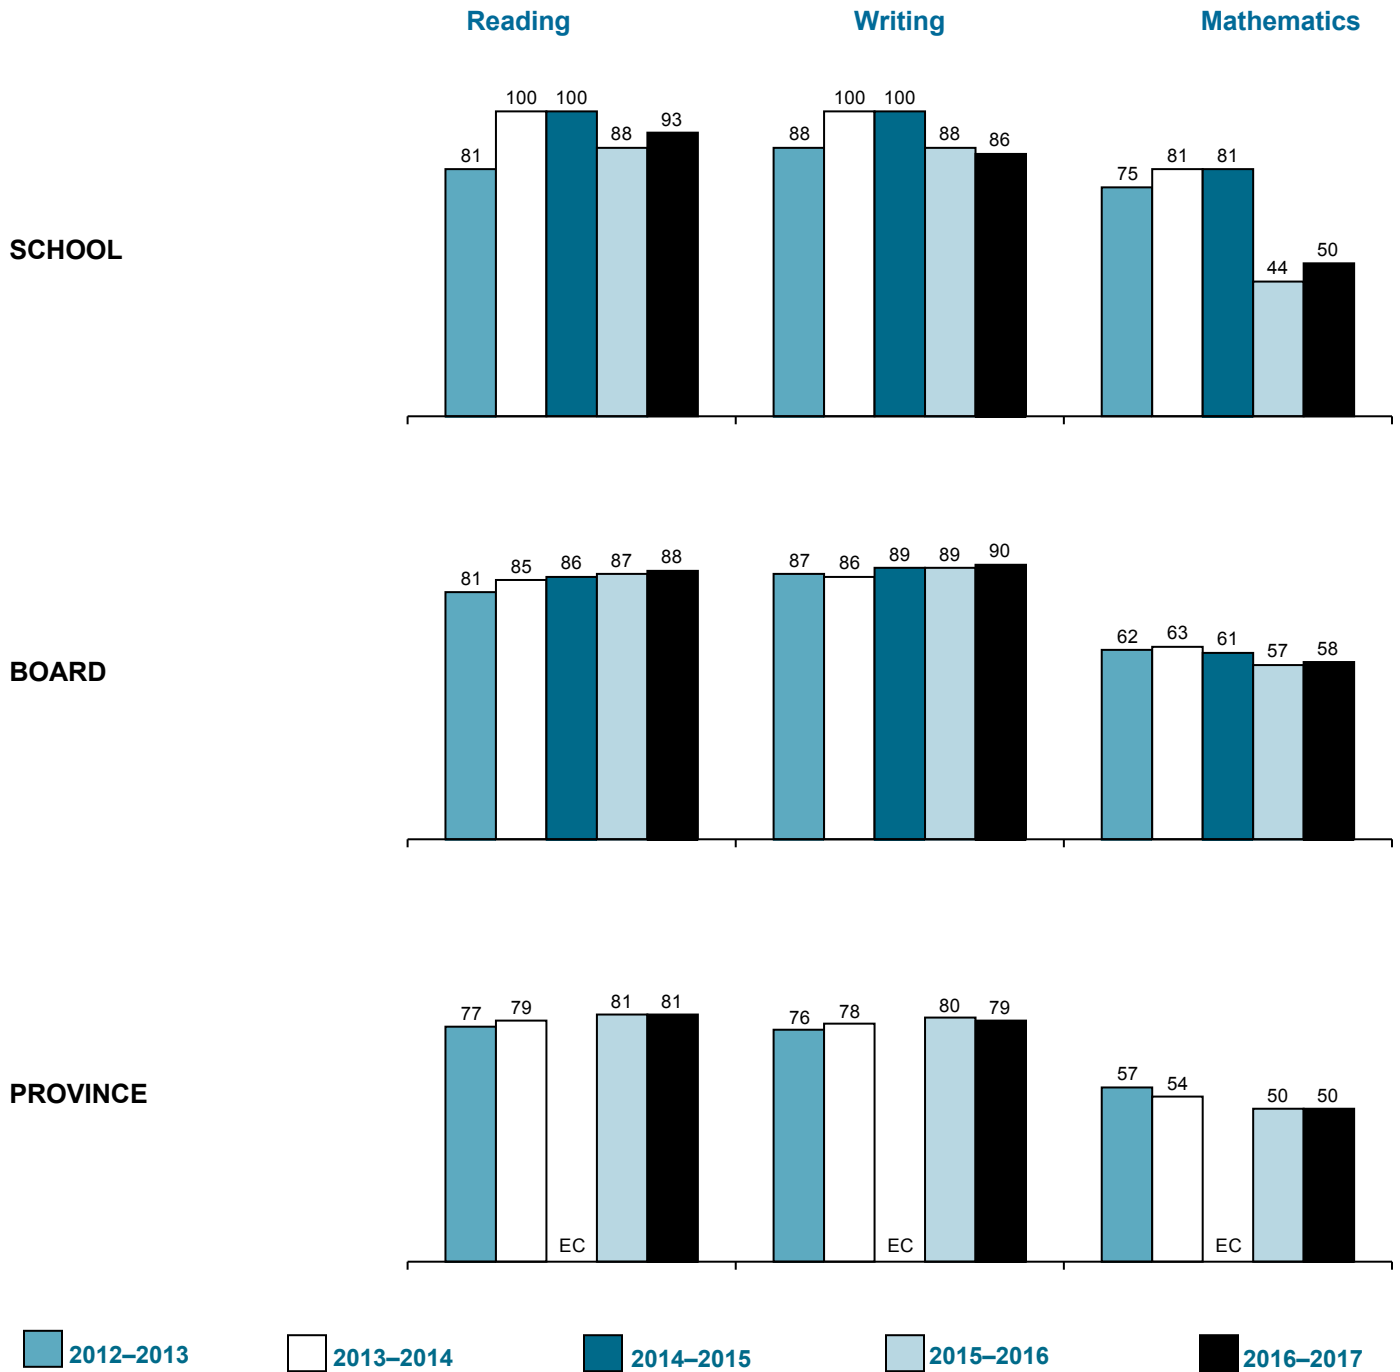 Reading Writing Mathematics
SCHOOL
81 100 100 88 93
88 100 100 88 86
75 81 81 44 50
BOARD
81 85 86 87 88
87 86 89 89 90
62 63 61 57 58
PROVINCE
77 79 EC 81 81
76 78 EC 80 79
57 54 EC 50 50
2012–2013 2013–2014 2014–2015 2015–2016 2016–2017